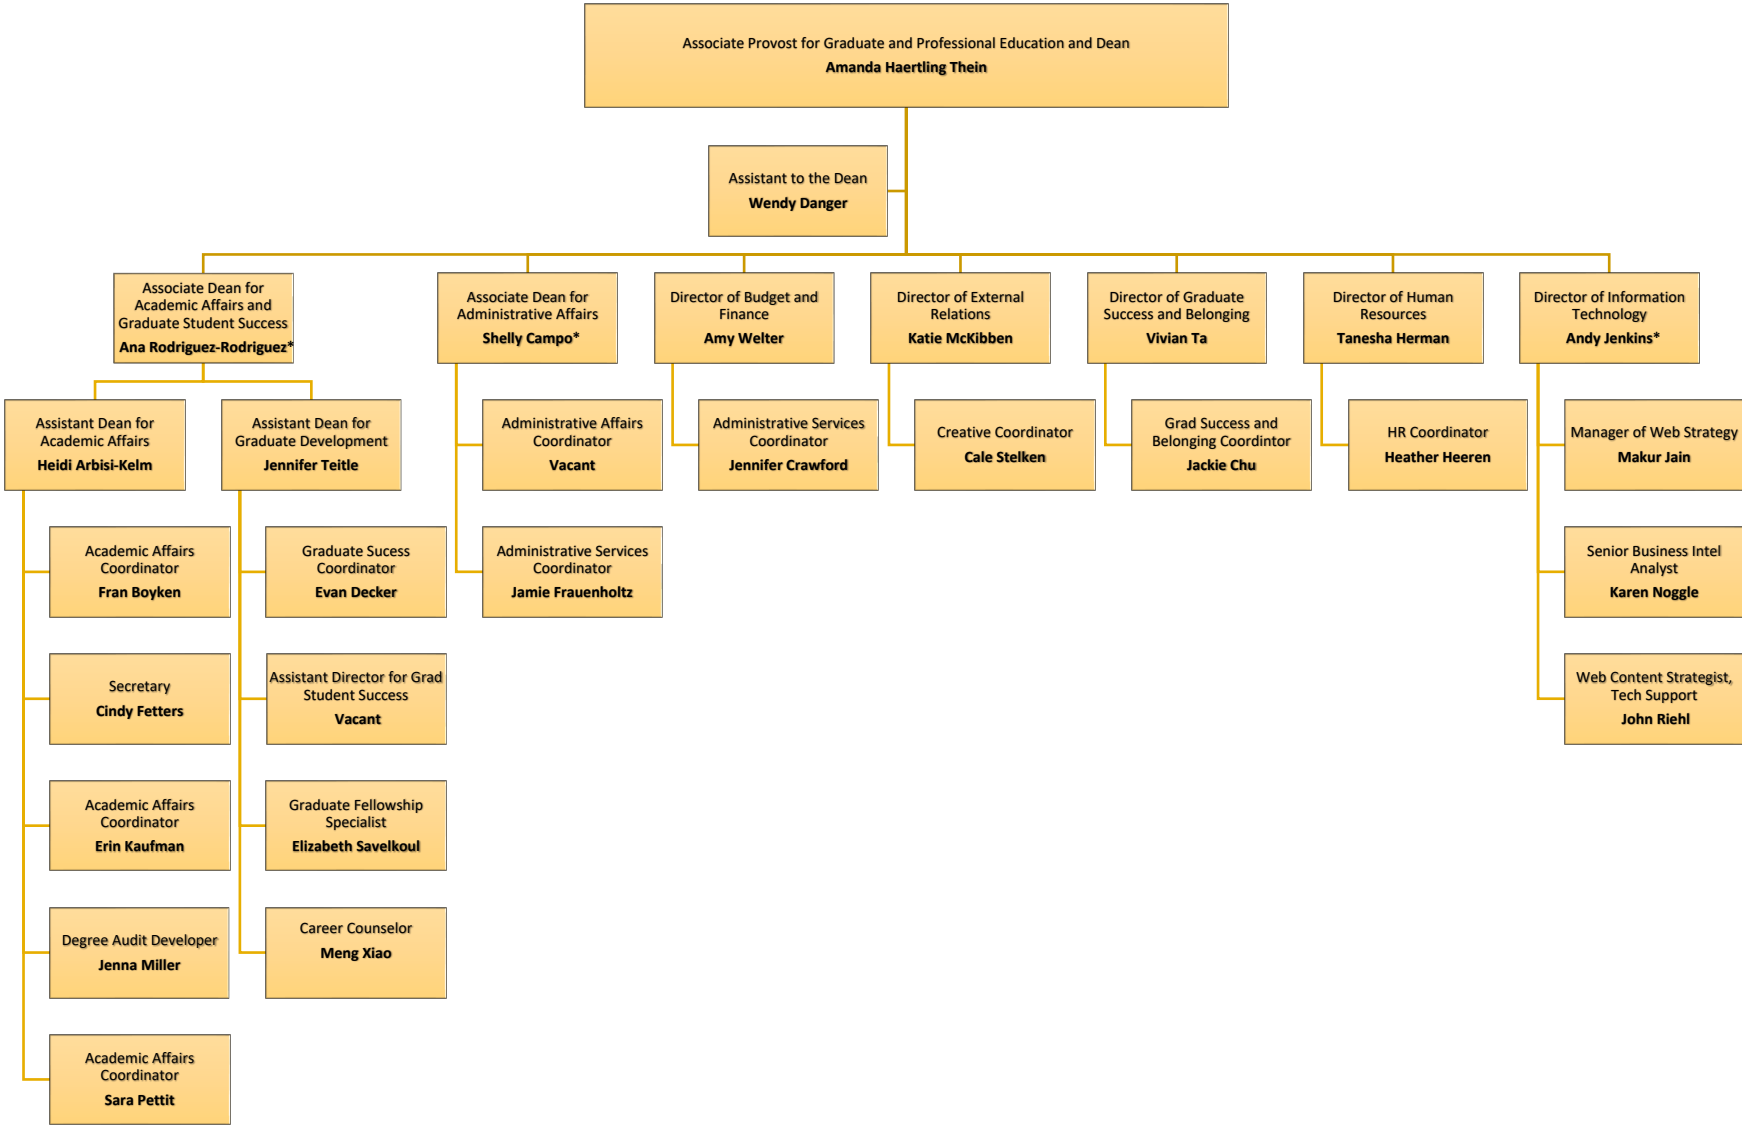 Associate Provost for Graduate and Professional Education and Dean
Amanda Haertling Thein
Assistant to the Dean
Wendy Danger
Associate Dean for
Academic Affairs and
Graduate Student Success
Ana Rodriguez-Rodriguez*
Associate Dean for
Administrative Affairs
Shelly Campo*
Director of Budget and
Finance
Amy Welter
Director of External
Relations
Katie McKibben
Director of Graduate
Success and Belonging
Vivian Ta
Director of Human
Resources
Tanesha Herman
Director of Information
Technology
Andy Jenkins*
Assistant Dean for
Academic Affairs
Heidi Arbisi-Kelm
Assistant Dean for
Graduate Development
Jennifer Teitle
Administrative Affairs
Coordinator
Vacant
Administrative Services
Coordinator
Jennifer Crawford
Creative Coordinator
Cale Stelken
Grad Success and
Belonging Coordintor
Jackie Chu
HR Coordinator
Heather Heeren
Manager of Web Strategy
Makur Jain
Academic Affairs
Coordinator
Fran Boyken
Graduate Sucess
Coordinator
Evan Decker
Administrative Services
Coordinator
Jamie Frauenholtz
Senior Business Intel
Analyst
Karen Noggle
Secretary
Cindy Fetters
Assistant Director for Grad
Student Success
Vacant
Web Content Strategist,
Tech Support
John Riehl
Academic Affairs
Coordinator
Erin Kaufman
Graduate Fellowship
Specialist
Elizabeth Savelkoul
Degree Audit Developer
Jenna Miller
Career Counselor
Meng Xiao
Academic Affairs
Coordinator
Sara Pettit